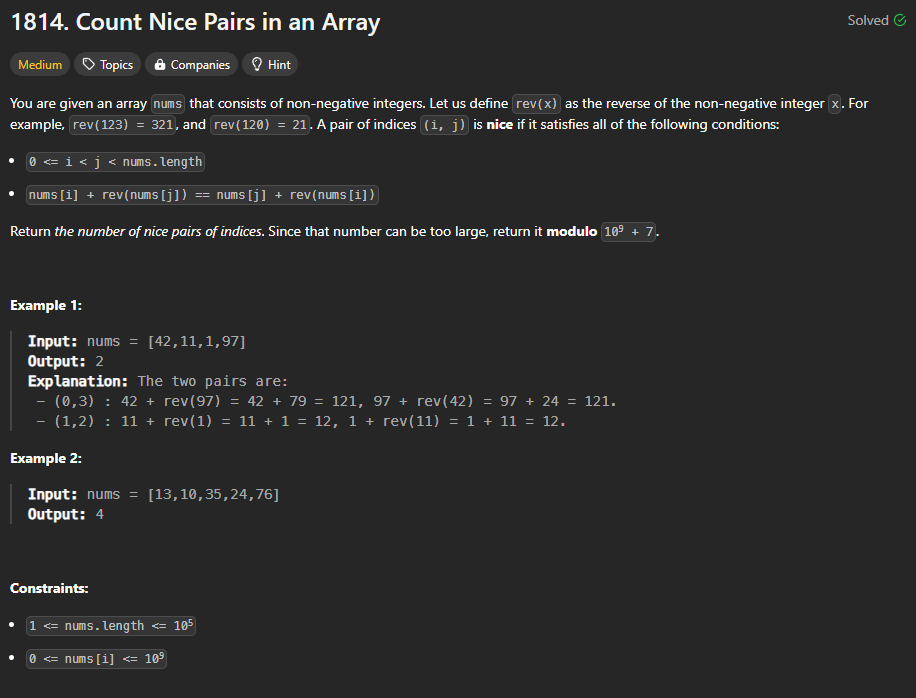 1814. Count Nice Pairs in an Array
Solved
Medium Topics Companies Hint
You are given an array nums that consists of non-negative integers. Let us define rev(x) as the reverse of the non-negative integer x. For
example, rev(123) = 321, and rev(120) = 21. A pair of indices (i, j) is nice if it satisfies all of the following conditions:
• 0 <= i < j < nums.length
• nums[i] + rev(nums[j]) == nums[j] + rev(nums[i])
Return the number of nice pairs of indices. Since that number can be too large, return it modulo 10⁹ + 7.
Example 1:
Input: nums = [42,11,1,97]
Output: 2
Explanation: The two pairs are:
- (0,3) : 42 + rev(97) = 42 + 79 = 121, 97 + rev(42) = 97 + 24 = 121.
- (1,2) : 11 + rev(1) = 11 + 1 = 12, 1 + rev(11) = 1 + 11 = 12.
Example 2:
Input: nums = [13,10,35,24,76]
Output: 4
Constraints:
• 1 <= nums.length <= 10⁵
• 0 <= nums[i] <= 10⁹